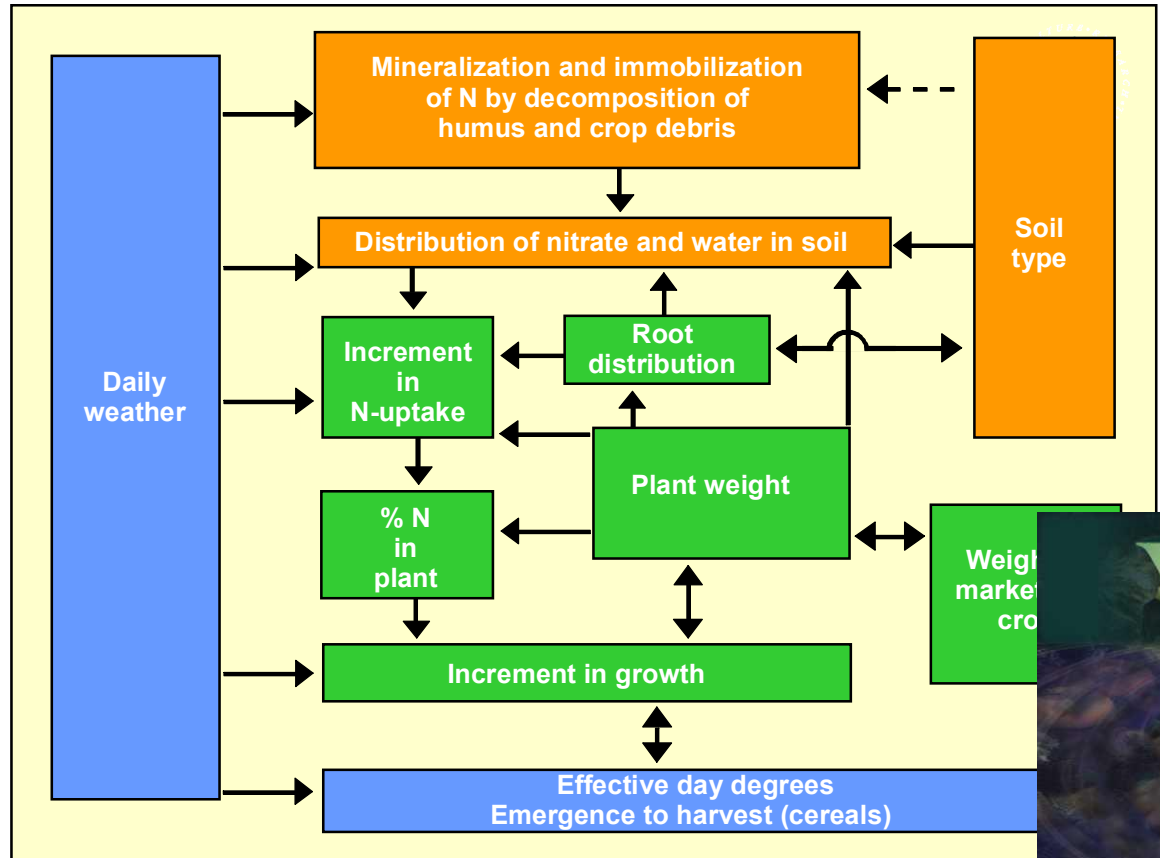 Mineralization and immobilization
of N by decomposition of
humus and crop debris
Distribution of nitrate and water in soil
Soil
type
Daily
weather
Increment
in
N-uptake
Root
distribution
Plant weight
% N
in
plant
Increment in growth
Effective day degrees
Emergence to harvest (cereals)